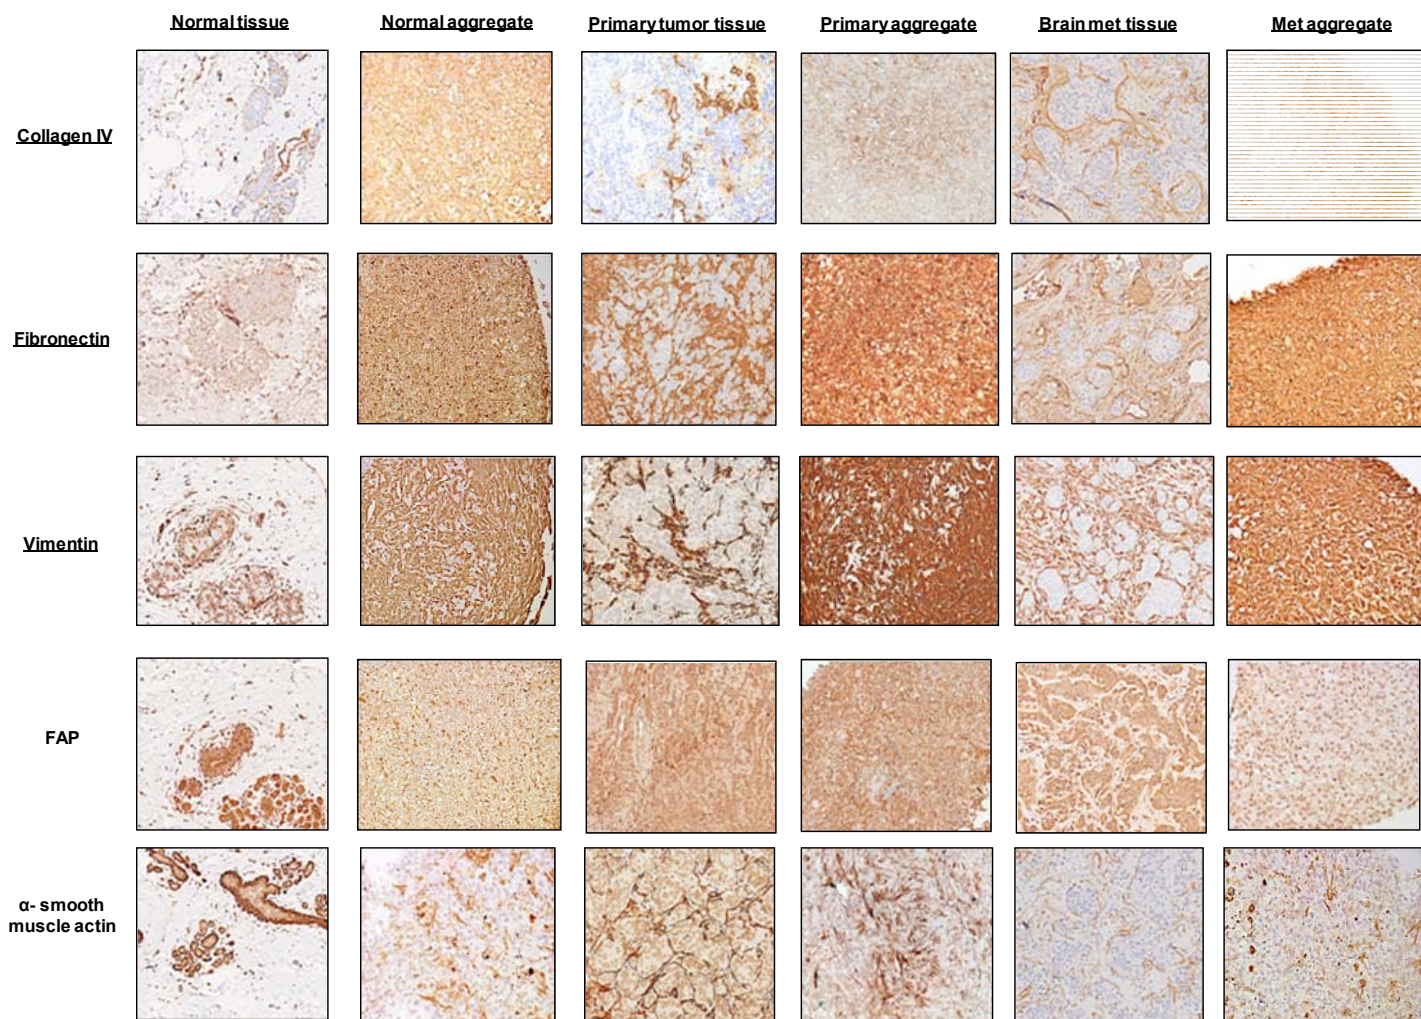 Normal tissue Normal aggregate Primary tumor tissue Primary aggregate Brain met tissue Met aggregate
Collagen IV
Fibronectin
Vimentin
FAP
α- smooth
muscle actin